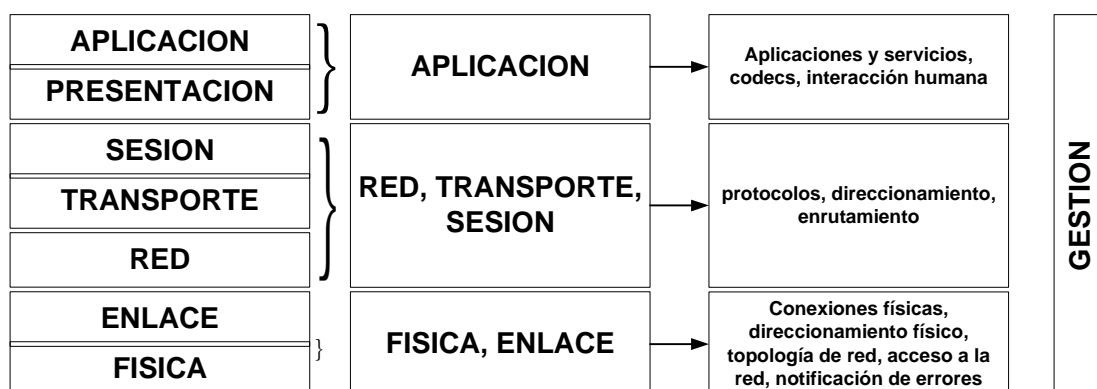 APLICACION
PRESENTACION
SESION
TRANSPORTE
RED
ENLACE
FISICA
APLICACION
RED, TRANSPORTE,
SESION
FISICA, ENLACE
Aplicaciones y servicios,
codecs, interacción humana
protocolos, direccionamiento,
enrutamiento
Conexiones físicas,
direccionamiento físico,
topología de red, acceso a la
red, notificación de errores
GESTION